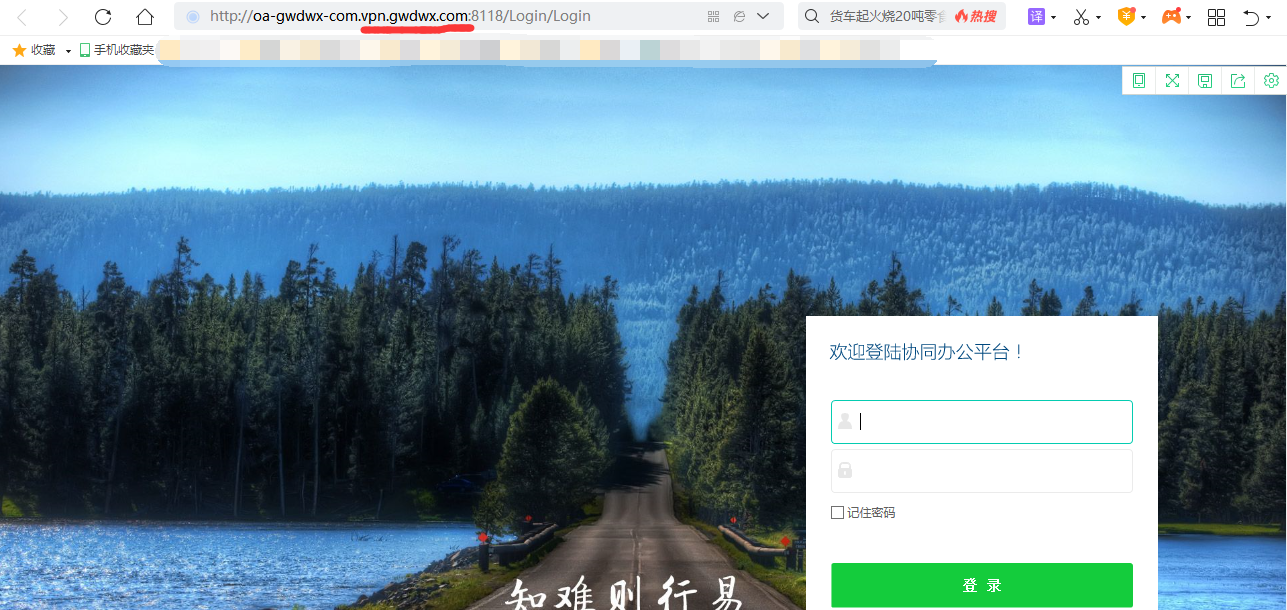 http://oa-gwdwx-com.vpn.gwdwx.com:8118/Login/Login
货车起火烧20吨零食
热搜
译
收藏
手机收藏夹
欢迎登陆协同办公平台！
记住密码
登 录
知难则行易